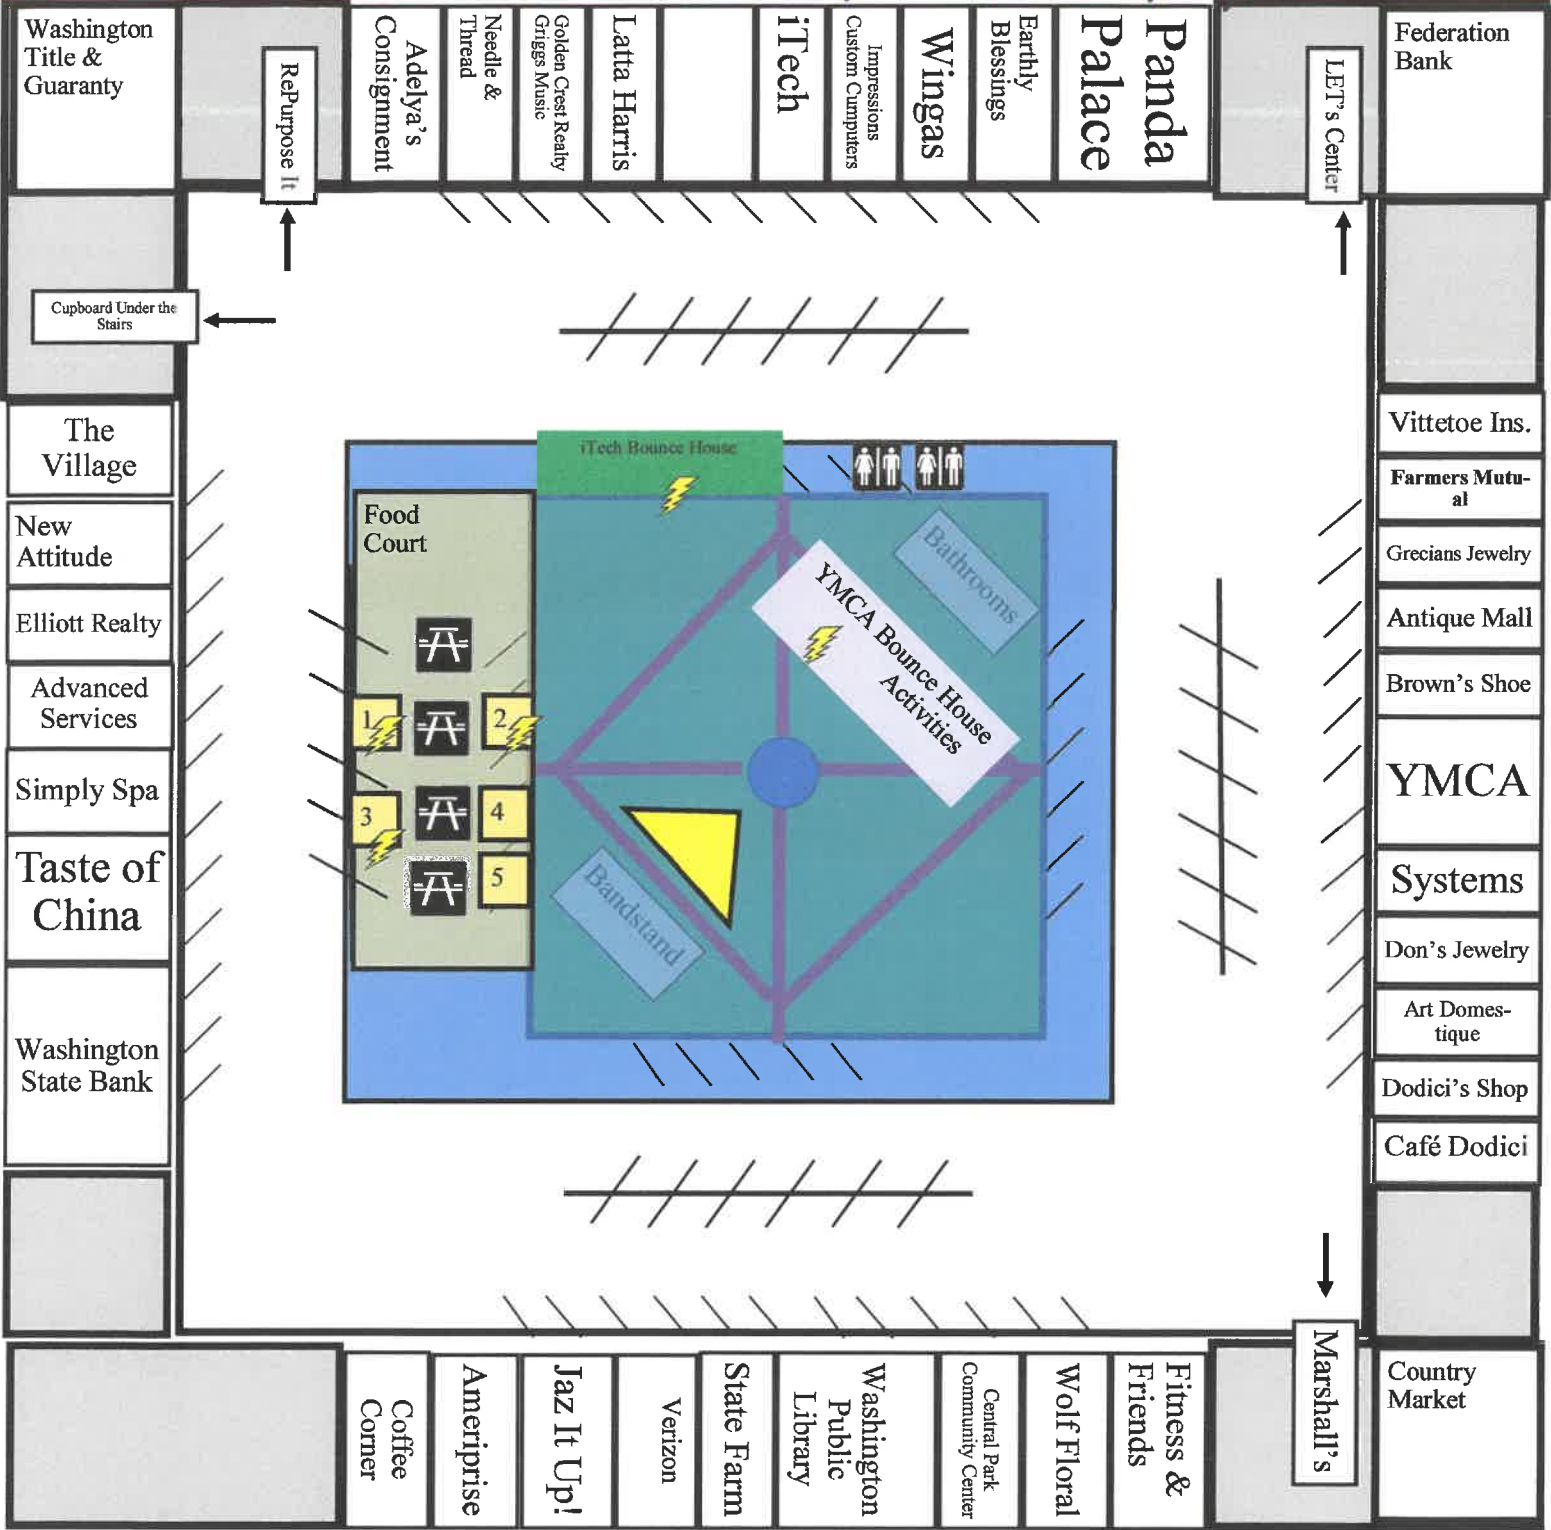 Washington
Title &
Guaranty
RePurpose It
Adelya's
Consignment
Needle &
Thread
Golden Crest Realty
Griggs Music
Latta Harris
iTech
Impressions
Custom Cumputers
Wingas
Earthly
Blessings
Panda
Palace
LET's Center
Federation
Bank
Cupboard Under the
Stairs
The
Village
New
Attitude
Elliott Realty
Advanced
Services
Simply Spa
Taste of
China
Washington
State Bank
iTech Bounce House
Food
Court
1
2
3
4
5
Bathrooms
YMCA Bounce House
Activities
Bandstand
Vittetoe Ins.
Farmers Mutu-
al
Grecians Jewelry
Antique Mall
Brown's Shoe
YMCA
Systems
Don's Jewelry
Art Domes-
tique
Dodici's Shop
Café Dodici
Coffee
Corner
Ameriprise
Jaz It Up!
Verizon
State Farm
Washington
Public
Library
Central Park
Community Center
Wolf Floral
Fitness &
Friends
Marshall's
Country
Market